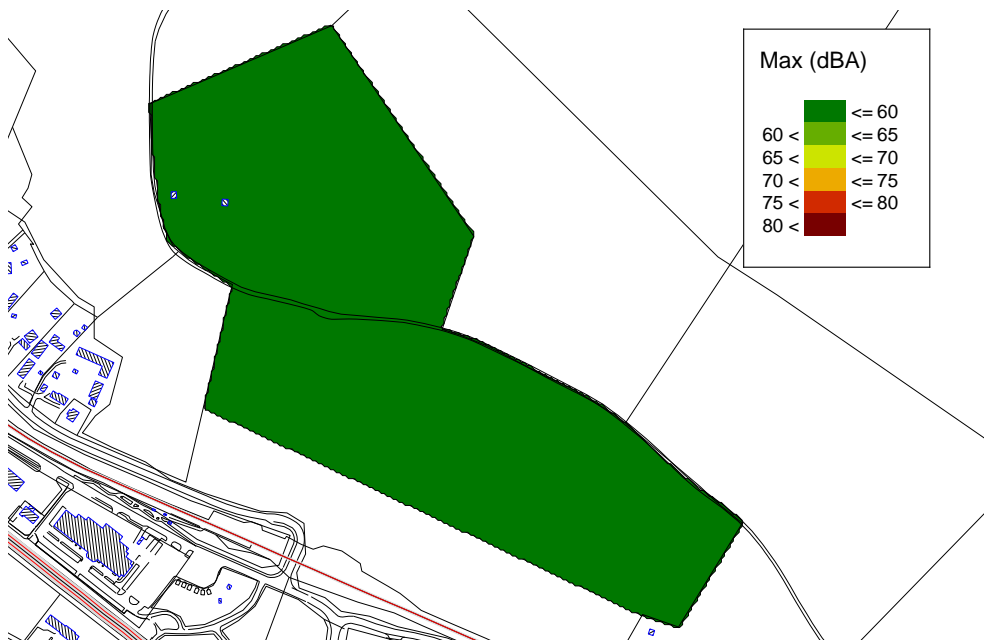 Max (dBA)
<= 60
60 < <= 65
65 < <= 70
70 < <= 75
75 < <= 80
80 <